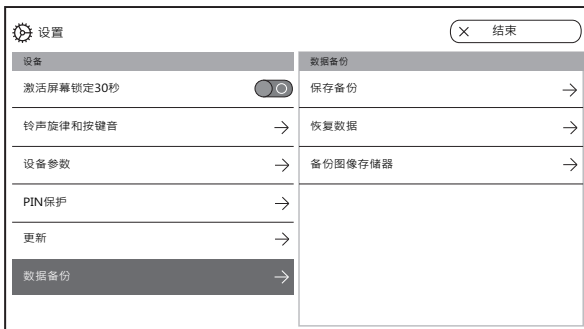 设置
结束
设备
激活屏幕锁定30秒
铃声旋律和按键音
设备参数
PIN保护
更新
数据备份
数据备份
保存备份
恢复数据
备份图像存储器